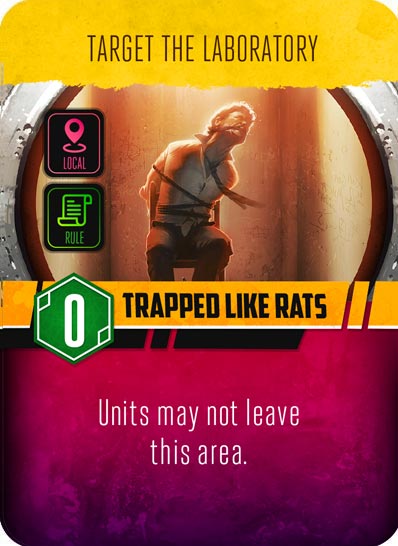 TARGET THE LABORATORY
LOCAL
RULE
0 TRAPPED LIKE RATS
Units may not leave
this area.